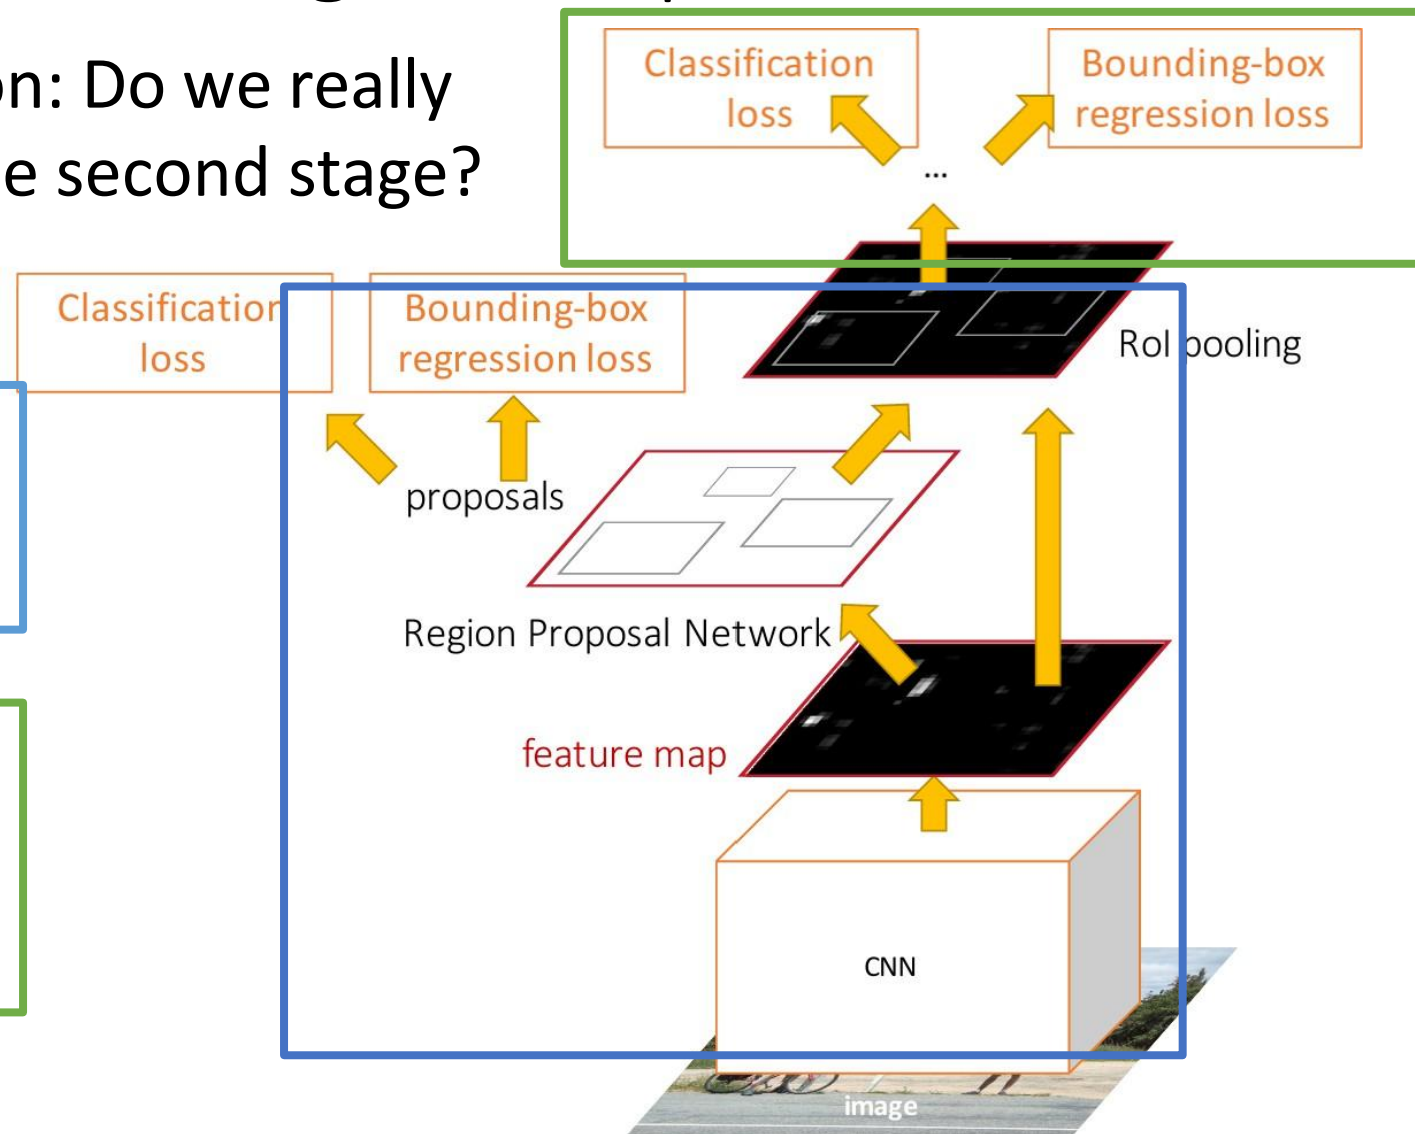 on: Do we really
e second stage?
Classification
loss
Bounding-box
regression loss
...
Classification
loss
Bounding-box
regression loss
RoI pooling
proposals
Region Proposal Network
feature map
CNN
image